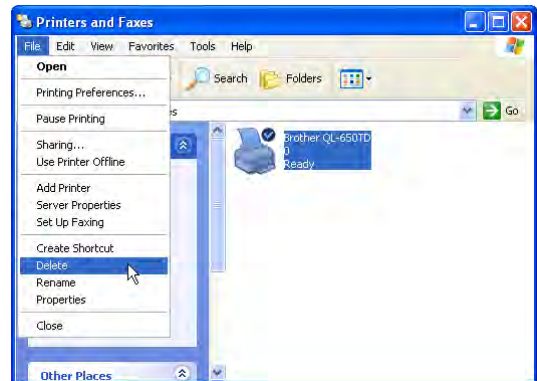 Printers and Faxes
File Edit View Favorites Tools Help
Search Folders
Go
Open
Printing Preferences...
Pause Printing
Sharing...
Use Printer Offline
Add Printer
Server Properties
Set Up Faxing
Create Shortcut
Delete
Rename
Properties
Close
Other Places
Brother QL-650TD
0
Ready